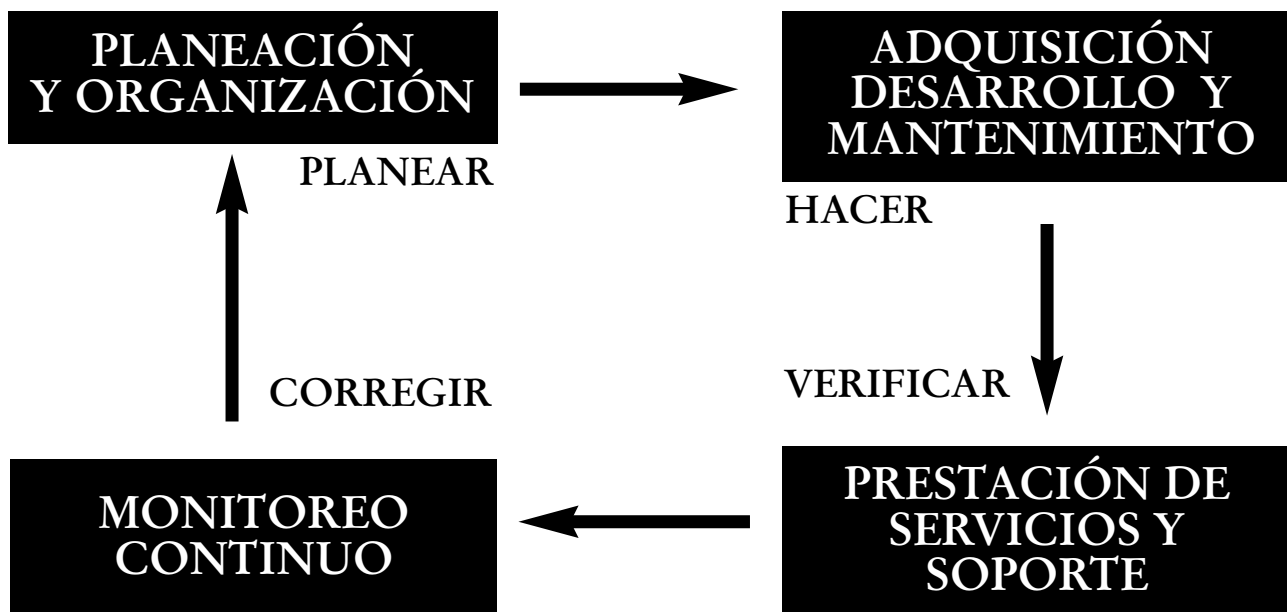 PLANEACIÓN
Y ORGANIZACIÓN
PLANEAR
ADQUISICIÓN
DESARROLLO Y
MANTENIMIENTO
HACER
CORREGIR
VERIFICAR
MONITOREO
CONTINUO
PRESTACIÓN DE
SERVICIOS Y
SOPORTE